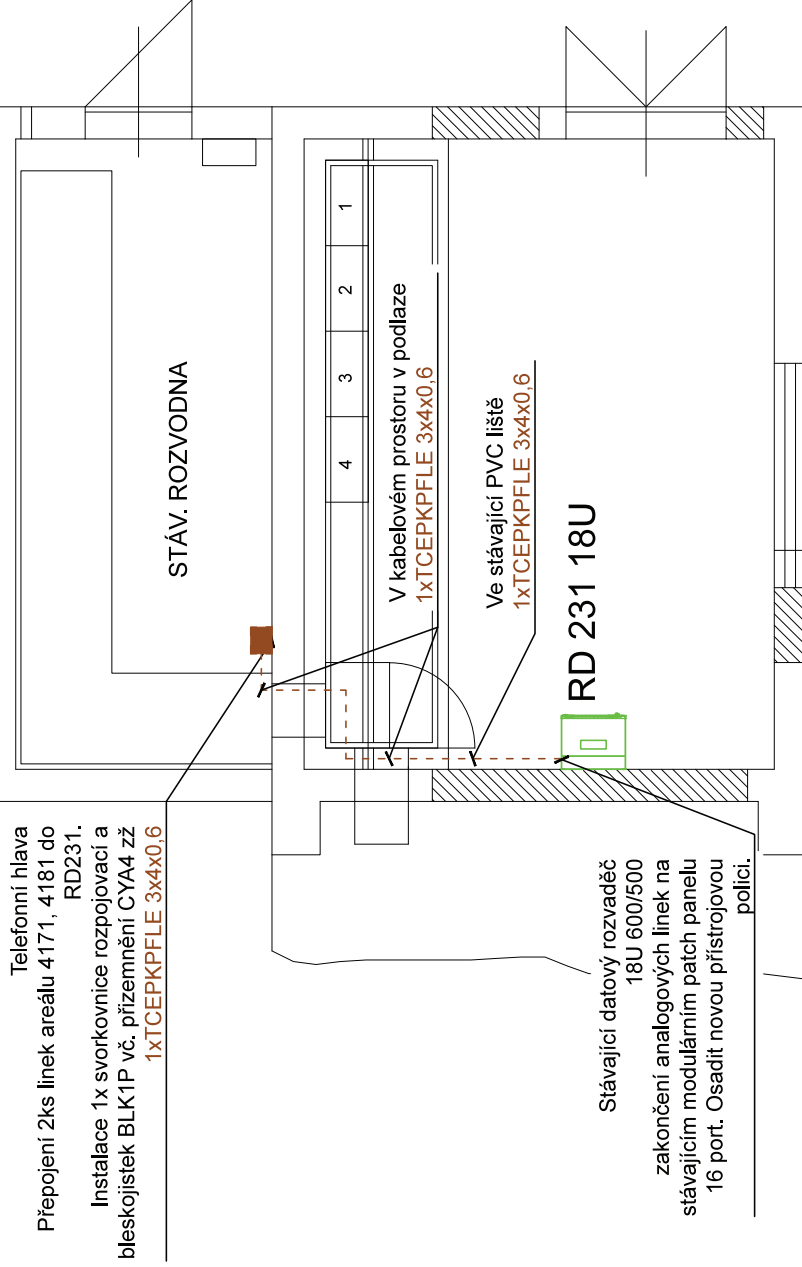 Telefonní hlava
Přepojení 2ks linek areálu 4171, 4181 do
RD231.
Instalace 1x svorkovnice rozpojovací a
bleskojistek BLK1P vč. přizemnění CYA4 zž
1xTCEPKPFLE 3x4x0,6
STÁV. ROZVODNA
4
3
2
1
V kabelovém prostoru v podlaze
1xTCEPKPFLE 3x4x0,6
Ve stávající PVC liště
1xTCEPKPFLE 3x4x0,6
RD 231 18U
Stávající datový rozvaděč
18U 600/500
zakončení analogových linek na
stávajícím modulárním patch panelu
16 port. Osadit novou přístrojovou
polici.